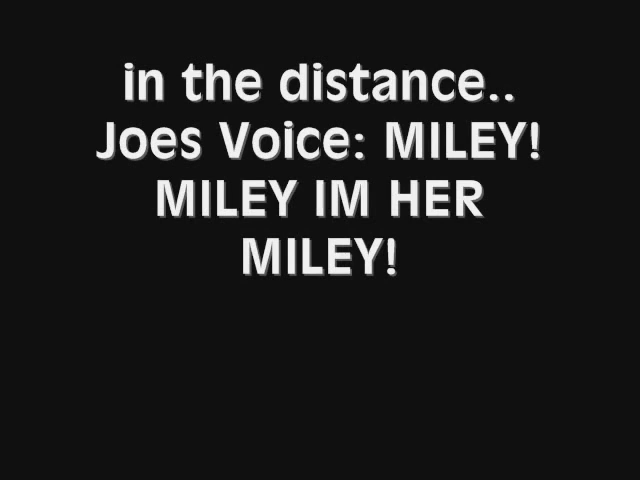 in the distance..
Joes Voice: MILEY!
MILEY IM HER
MILEY!